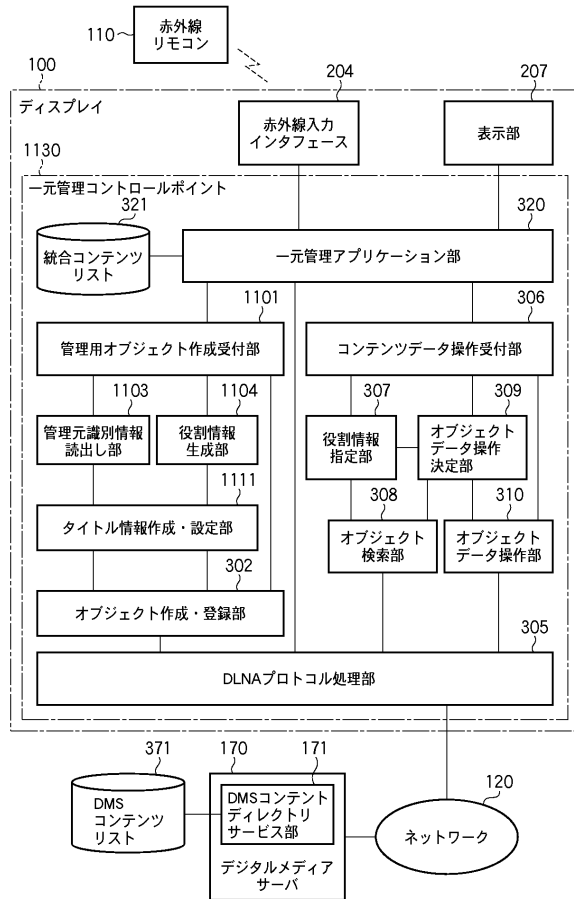 110
赤外線
リモコン
100
ディスプレイ
204
赤外線入力
インタフェース
207
表示部
1130
一元管理コントロールポイント
321
統合コンテンツ
リスト
320
一元管理アプリケーション部
1101
管理用オブジェクト作成受付部
306
コンテンツデータ操作受付部
1103
管理元識別情報
読出し部
1104
役割情報
生成部
307
役割情報
指定部
309
オブジェクト
データ操作
決定部
1111
タイトル情報作成・設定部
308
オブジェクト
検索部
310
オブジェクト
データ操作部
302
オブジェクト作成・登録部
305
DLNAプロトコル処理部
371
DMS
コンテンツ
リスト
170
171
DMSコンテント
ディレクトリ
サービス部
デジタルメディア
サーバ
120
ネットワーク